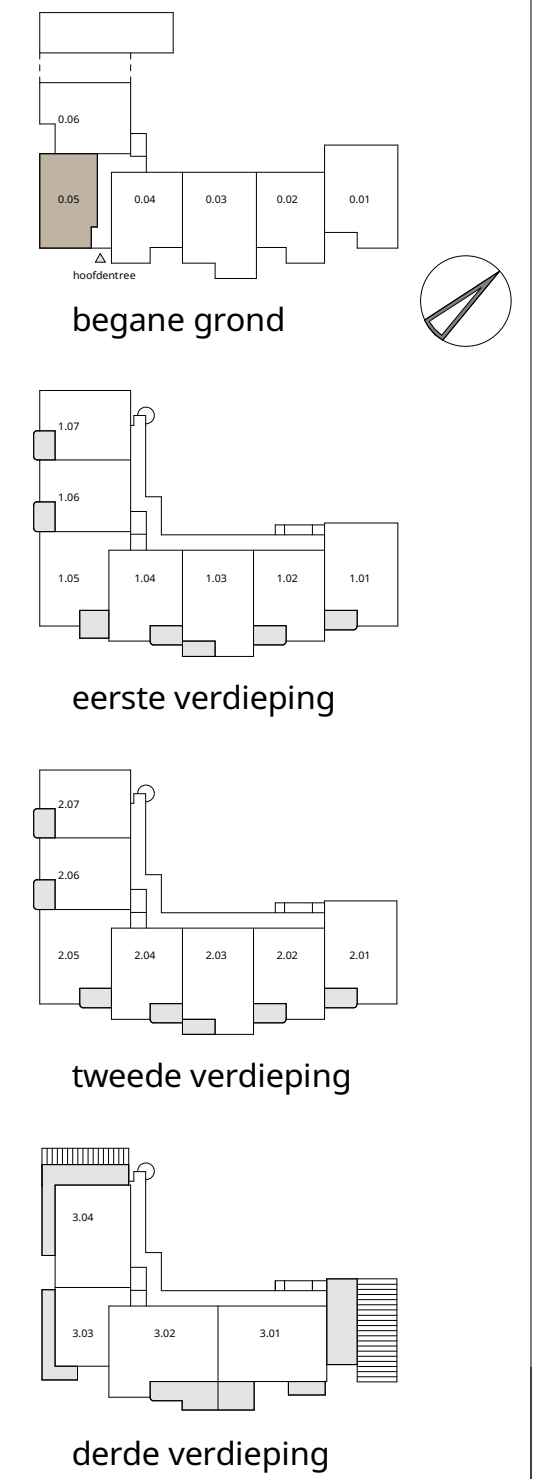 0.06
0.05 0.04 0.03 0.02 0.01
hoofdentree
begane grond
1.07
1.06
1.05 1.04 1.03 1.02 1.01
eerste verdieping
2.07
2.06
2.05 2.04 2.03 2.02 2.01
tweede verdieping
3.04
3.03 3.02 3.01
derde verdieping